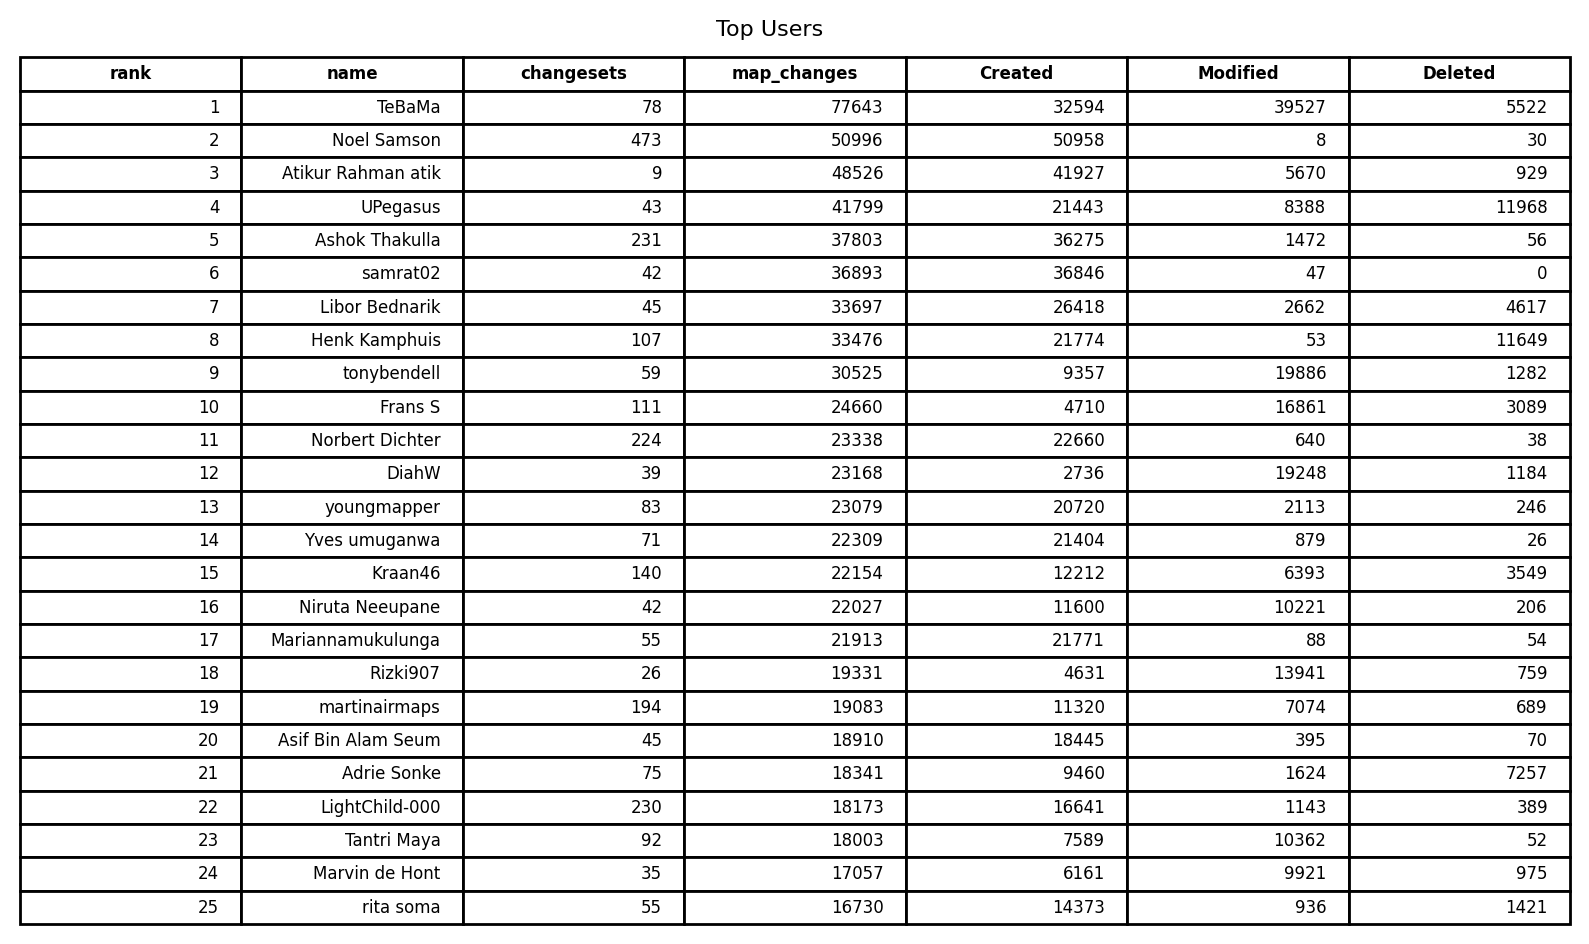 Top Users
rank name changesets map_changes Created Modified Deleted
1 TeBaMa 78 77643 32594 39527 5522
2 Noel Samson 473 50996 50958 8 30
3 Atikur Rahman atik 9 48526 41927 5670 929
4 UPegasus 43 41799 21443 8388 11968
5 Ashok Thakulla 231 37803 36275 1472 56
6 samrat02 42 36893 36846 47 0
7 Libor Bednarik 45 33697 26418 2662 4617
8 Henk Kamphuis 107 33476 21774 53 11649
9 tonybendell 59 30525 9357 19886 1282
10 Frans S 111 24660 4710 16861 3089
11 Norbert Dichter 224 23338 22660 640 38
12 DiahW 39 23168 2736 19248 1184
13 youngmapper 83 23079 20720 2113 246
14 Yves umuganwa 71 22309 21404 879 26
15 Kraan46 140 22154 12212 6393 3549
16 Niruta Neeupane 42 22027 11600 10221 206
17 Mariannamukulunga 55 21913 21771 88 54
18 Rizki907 26 19331 4631 13941 759
19 martinairmaps 194 19083 11320 7074 689
20 Asif Bin Alam Seum 45 18910 18445 395 70
21 Adrie Sonke 75 18341 9460 1624 7257
22 LightChild-000 230 18173 16641 1143 389
23 Tantri Maya 92 18003 7589 10362 52
24 Marvin de Hont 35 17057 6161 9921 975
25 rita soma 55 16730 14373 936 1421